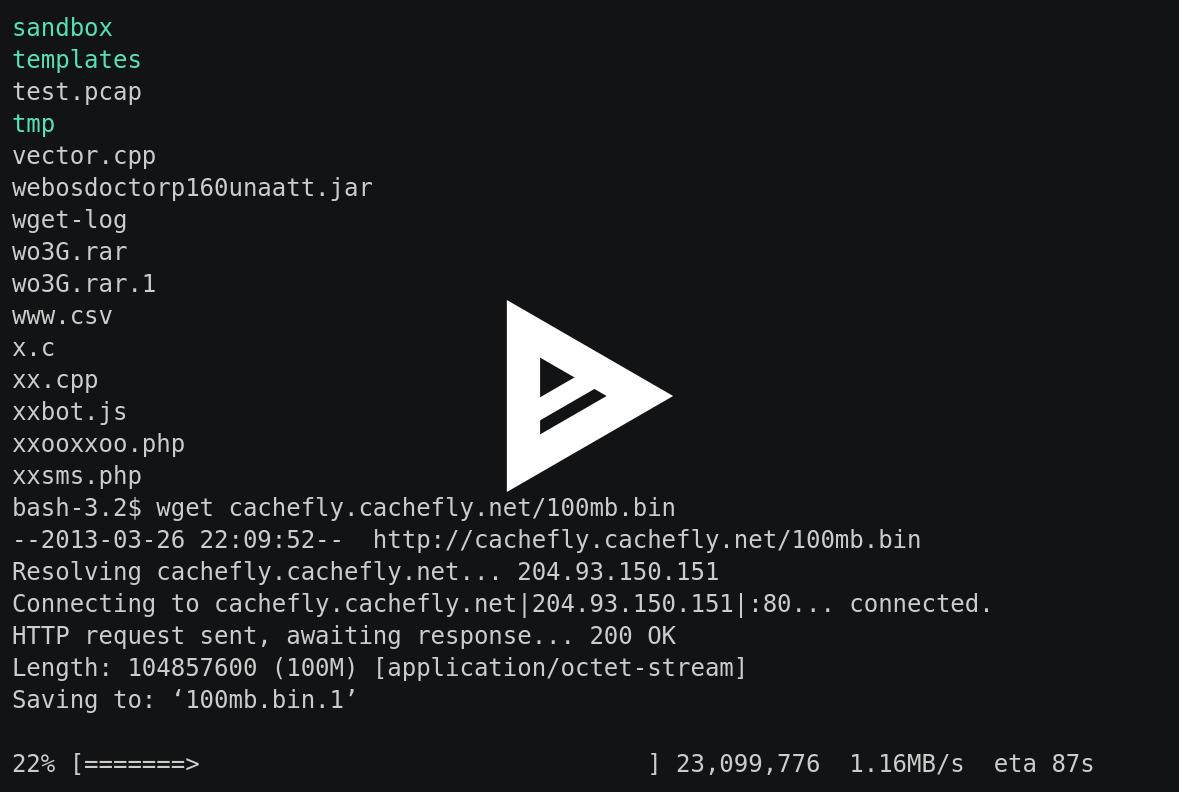 sandbox
templates
test.pcap
tmp
vector.cpp
webosdoctorp160unaatt.jar
wget-log
wo3G.rar
wo3G.rar.1
www.csv
x.c
xx.cpp
xxbot.js
xxooxxoo.php
xxsms.php
bash-3.2$ wget cachefly.cachefly.net/100mb.bin
--2013-03-26 22:09:52--  http://cachefly.cachefly.net/100mb.bin
Resolving cachefly.cachefly.net... 204.93.150.151
Connecting to cachefly.cachefly.net|204.93.150.151|:80... connected.
HTTP request sent, awaiting response... 200 OK
Length: 104857600 (100M) [application/octet-stream]
Saving to: ‘100mb.bin.1’
22% [=======>                               ] 23,099,776  1.16MB/s  eta 87s